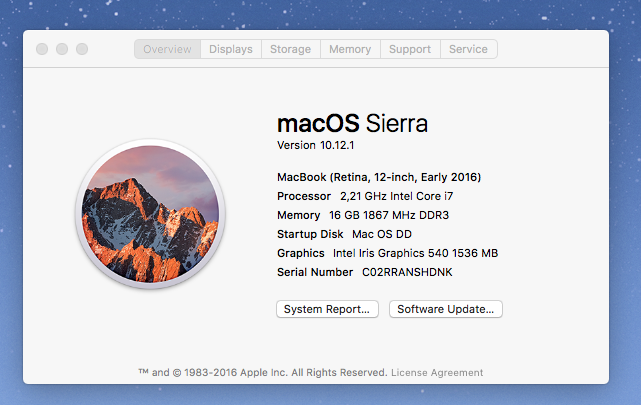 Overview Displays Storage Memory Support Service
macOS Sierra
Version 10.12.1
MacBook (Retina, 12-inch, Early 2016)
Processor 2,21 GHz Intel Core i7
Memory 16 GB 1867 MHz DDR3
Startup Disk Mac OS DD
Graphics Intel Iris Graphics 540 1536 MB
Serial Number C02RRANSHDNK
System Report... Software Update...
™ and © 1983-2016 Apple Inc. All Rights Reserved. License Agreement